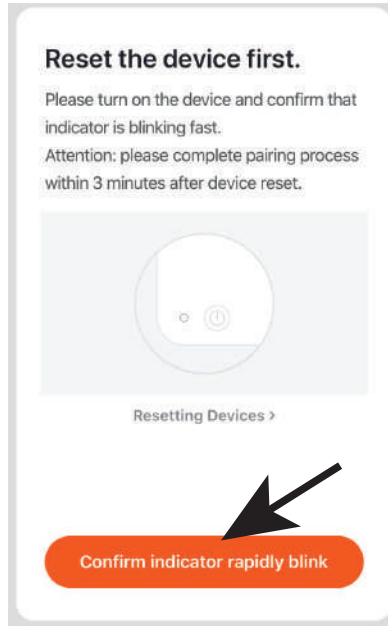 Reset the device first.
Please turn on the device and confirm that
indicator is blinking fast.
Attention: please complete pairing process
within 3 minutes after device reset.
Resetting Devices >
Confirm indicator rapidly blink